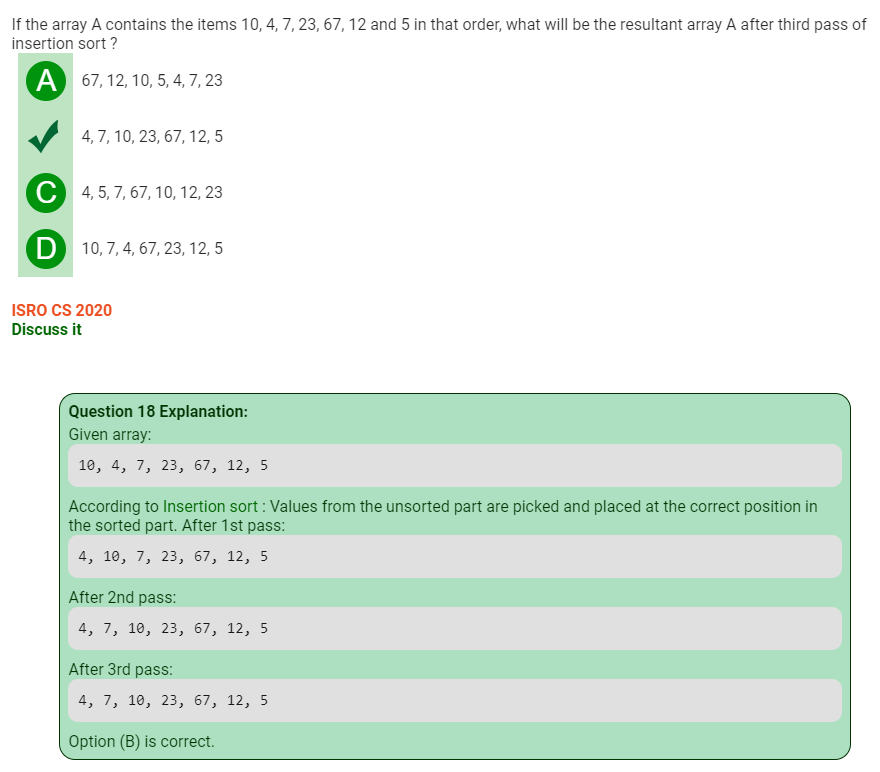 If the array A contains the items 10, 4, 7, 23, 67, 12 and 5 in that order, what will be the resultant array A after third pass of
insertion sort ?
A 67, 12, 10, 5, 4, 7, 23
4, 7, 10, 23, 67, 12, 5
C 4, 5, 7, 67, 10, 12, 23
D 10, 7, 4, 67, 23, 12, 5
ISRO CS 2020
Discuss it
Question 18 Explanation:
Given array:
10, 4, 7, 23, 67, 12, 5
According to Insertion sort : Values from the unsorted part are picked and placed at the correct position in
the sorted part. After 1st pass:
4, 10, 7, 23, 67, 12, 5
After 2nd pass:
4, 7, 10, 23, 67, 12, 5
After 3rd pass:
4, 7, 10, 23, 67, 12, 5
Option (B) is correct.